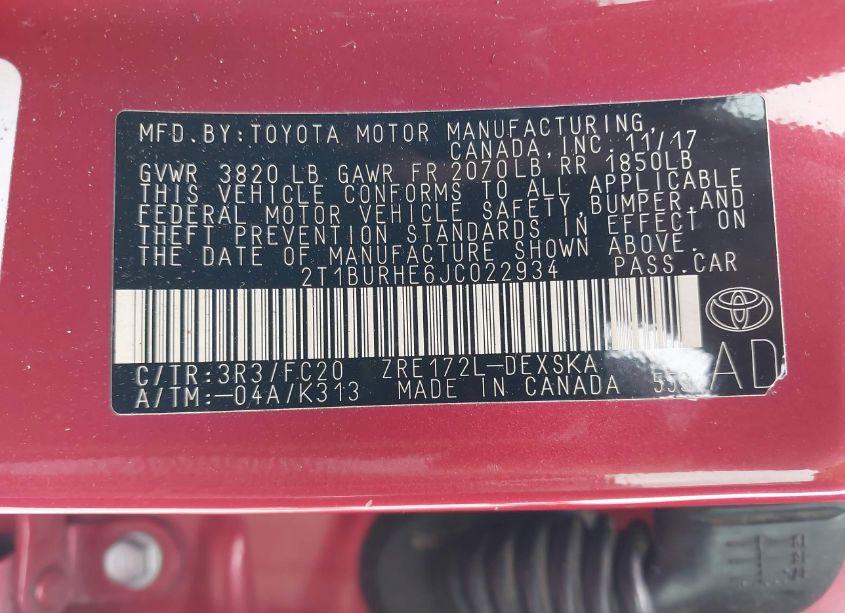 MFD. BY: TOYOTA MOTOR MANUFACTURING,
CANADA, INC. 11/17
GVWR 3820 LB GAWR FR 2070LB RR 1850LB
THIS VEHICLE CONFORMS TO ALL APPLICABLE
FEDERAL MOTOR VEHICLE SAFETY, BUMPER, AND
THEFT PREVENTION STANDARDS IN EFFECT ON
THE DATE OF MANUFACTURE SHOWN ABOVE.
2T1BURHE6JC022934 PASS. CAR
C/TR: 3R3/FC20 ZRE172L-DEXSKA
A/TM: -04A/K313 MADE IN CANADA
AD